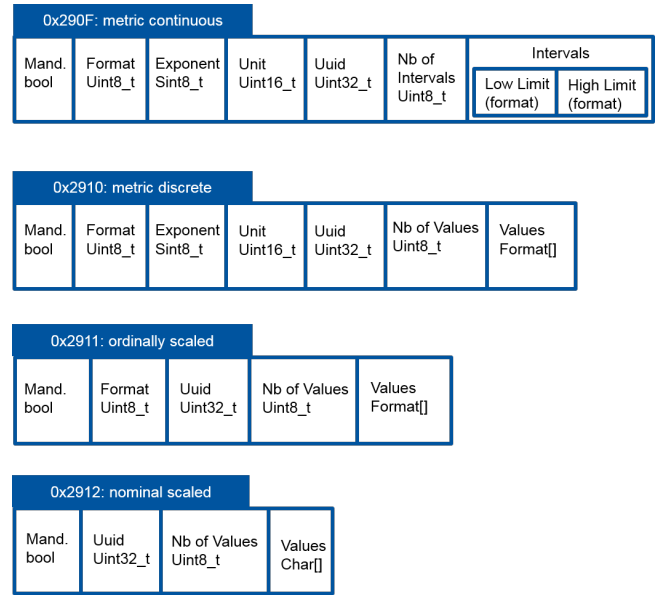 0x290F: metric continuous
Mand.
bool
Format
Uint8_t
Exponent
Sint8_t
Unit
Uint16_t
Uuid
Uint32_t
Nb of
Intervals
Uint8_t
Intervals
Low Limit
(format)
High Limit
(format)
0x2910: metric discrete
Mand.
bool
Format
Uint8_t
Exponent
Sint8_t
Unit
Uint16_t
Uuid
Uint32_t
Nb of Values
Uint8_t
Values
Format[]
0x2911: ordinally scaled
Mand.
bool
Format
Uint8_t
Uuid
Uint32_t
Nb of Values
Uint8_t
Values
Format[]
0x2912: nominal scaled
Mand.
bool
Uuid
Uint32_t
Nb of Values
Uint8_t
Values
Char[]